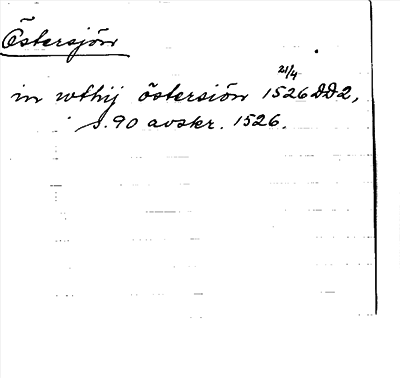 Östersjön
in wthij östersiön 21/4 1526 DD2,
s. 90 avskr. 1526.